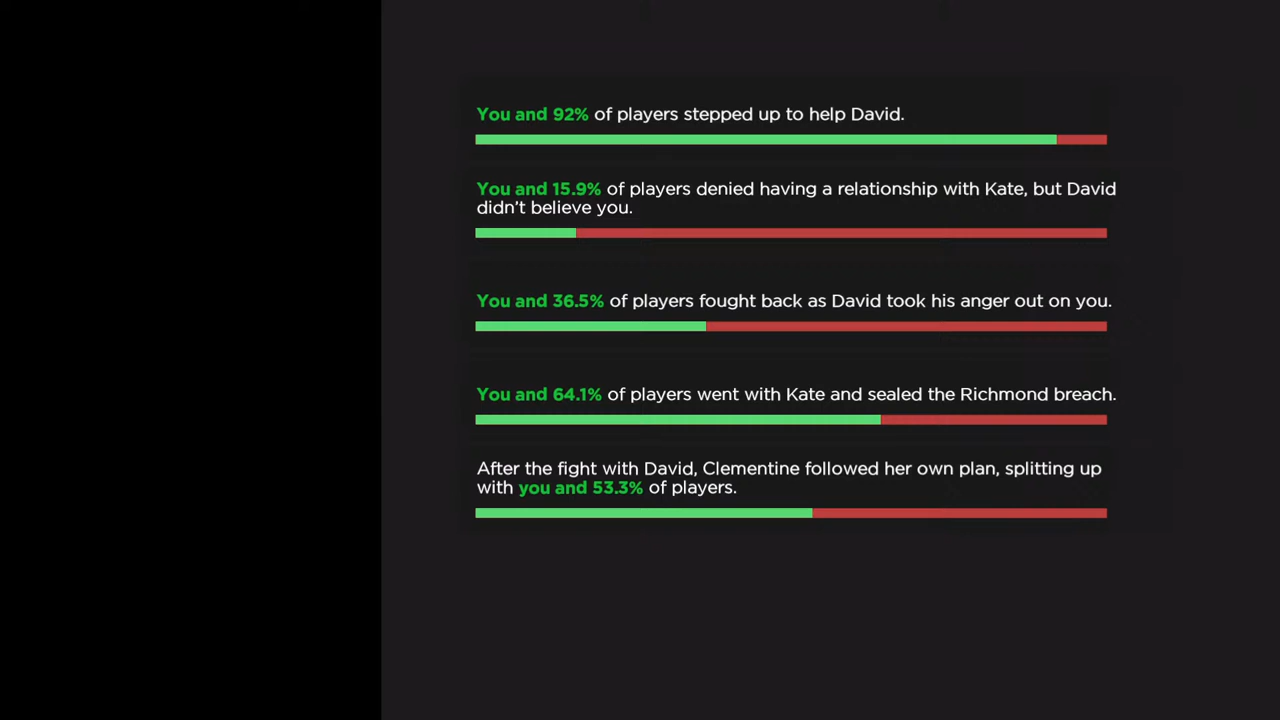 You and 92% of players stepped up to help David.
You and 15.9% of players denied having a relationship with Kate, but David
didn't believe you.
You and 36.5% of players fought back as David took his anger out on you.
You and 64.1% of players went with Kate and sealed the Richmond breach.
After the fight with David, Clementine followed her own plan, splitting up
with you and 53.3% of players.